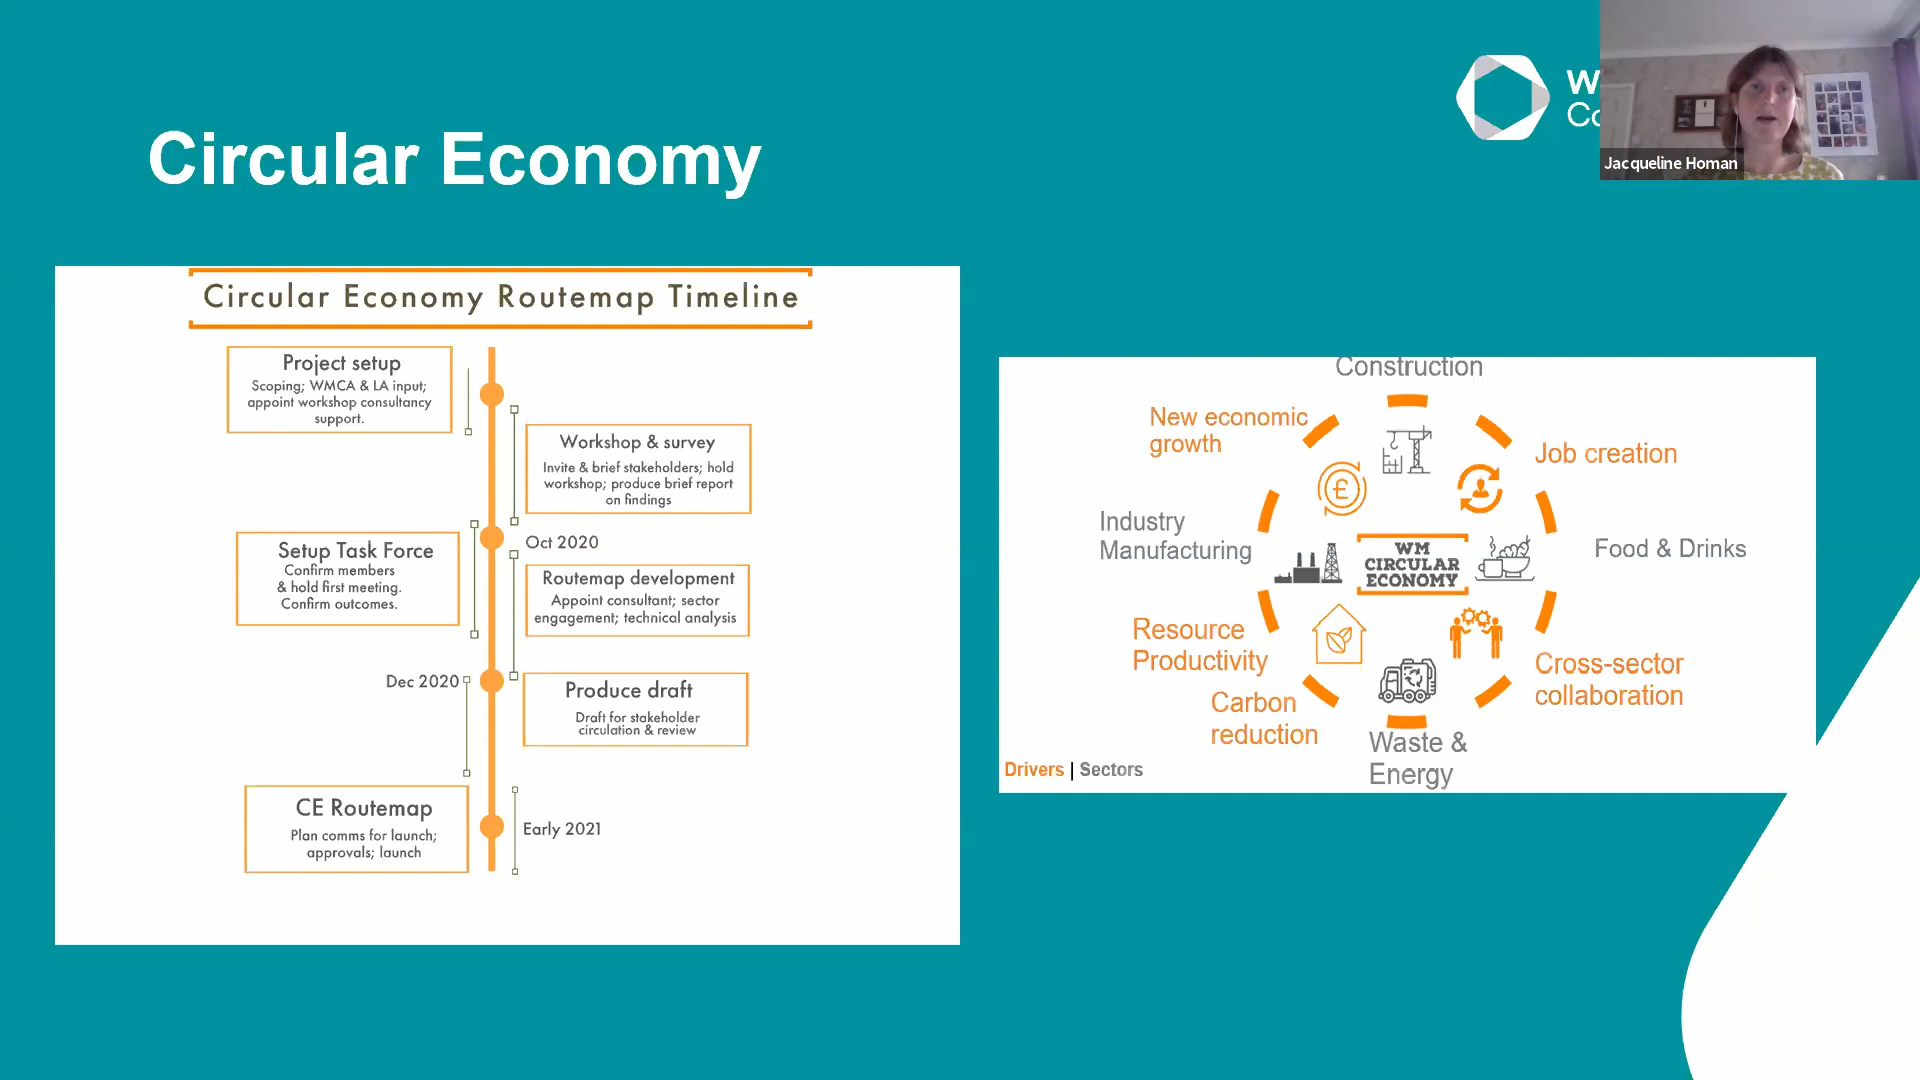 Circular Economy
Jacqueline Homan
Circular Economy Routemap Timeline
Project setup
Scoping; WMCA & LA input;
appoint workshop consultancy
support.
Workshop & survey
Invite & brief stakeholders; hold
workshop; produce brief report
on findings
Oct 2020
Setup Task Force
Confirm members
& hold first meeting.
Confirm outcomes.
Routemap development
Appoint consultant; sector
engagement; technical analysis
Dec 2020
Produce draft
Draft for stakeholder
circulation & review
CE Routemap
Plan comms for launch;
approvals; launch
Early 2021
Construction
New economic
growth
Job creation
Industry
Manufacturing
£
WM
CIRCULAR
ECONOMY
Food & Drinks
Resource
Productivity
Cross-sector
collaboration
Carbon
reduction
Waste &
Energy
Drivers | Sectors